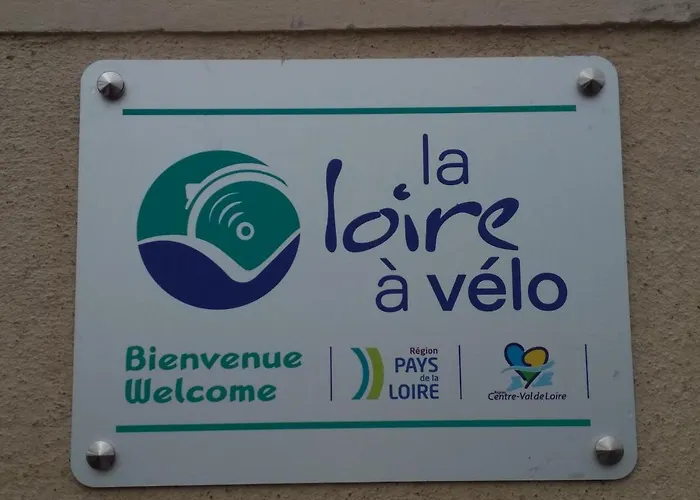 la
loire
à vélo
Bienvenue
Welcome
Région
PAYS
de la
LOIRE
Centre-Val de Loire